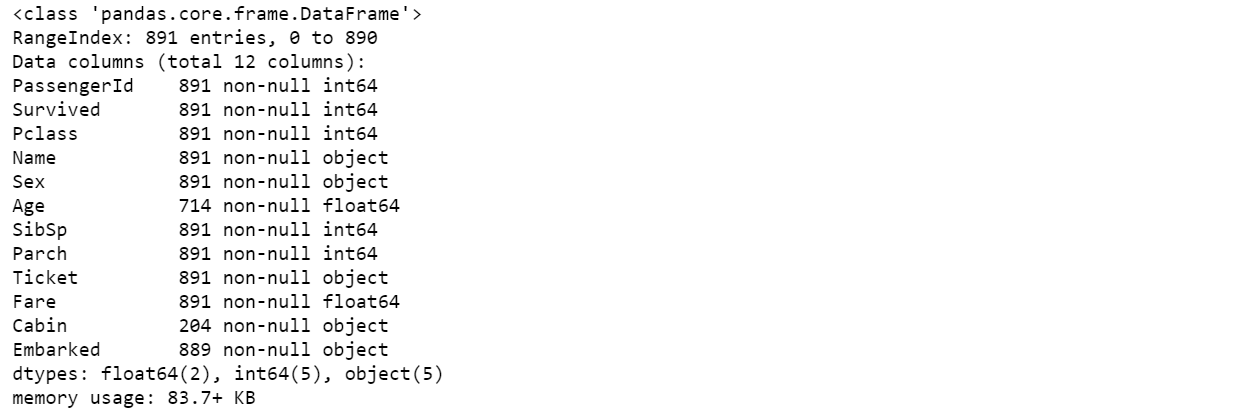 <class 'pandas.core.frame.DataFrame'>
RangeIndex: 891 entries, 0 to 890
Data columns (total 12 columns):
PassengerId    891 non-null int64
Survived       891 non-null int64
Pclass         891 non-null int64
Name           891 non-null object
Sex            891 non-null object
Age            714 non-null float64
SibSp          891 non-null int64
Parch          891 non-null int64
Ticket         891 non-null object
Fare           891 non-null float64
Cabin          204 non-null object
Embarked       889 non-null object
dtypes: float64(2), int64(5), object(5)
memory usage: 83.7+ KB